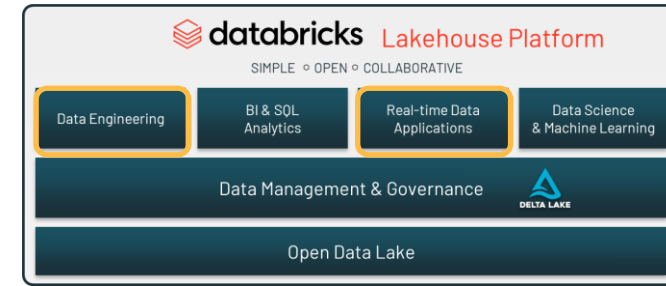 databricks Lakehouse Platform
SIMPLE ○ OPEN ○ COLLABORATIVE
Data Engineering
BI & SQL
Analytics
Real-time Data
Applications
Data Science
& Machine Learning
Data Management & Governance
DELTA LAKE
Open Data Lake